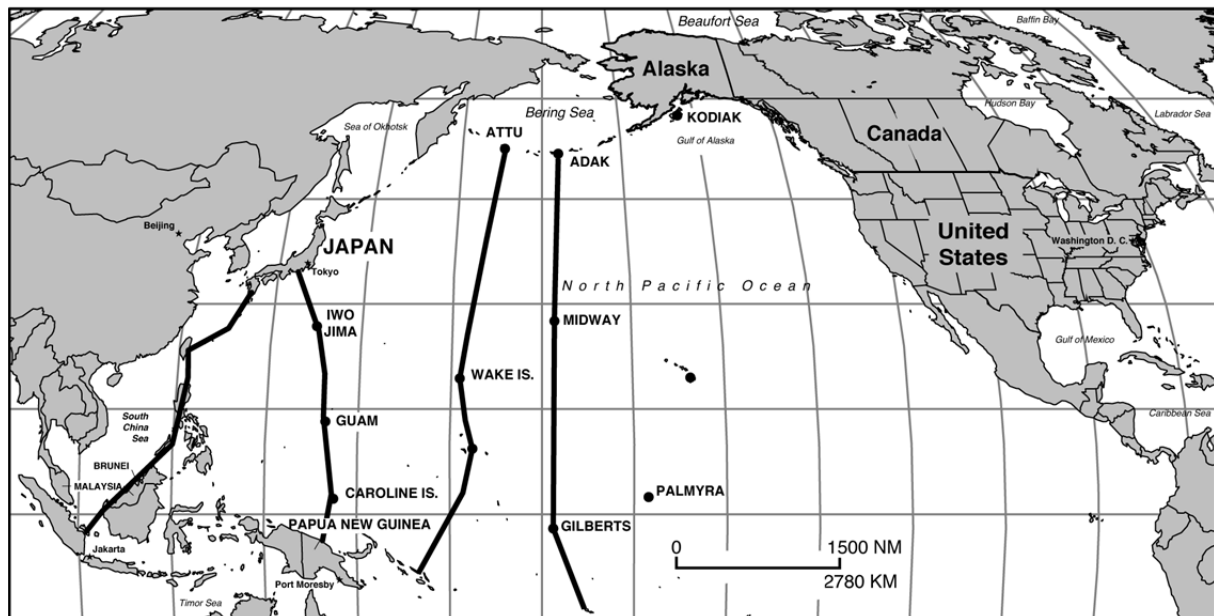 Beaufort Sea
Baffin Bay
Alaska
Bering Sea
Sea of Okhotsk
KODIAK
Hudson Bay
Labrador Sea
ATTU
Gulf of Alaska
Canada
ADAK
Beijing
JAPAN
Tokyo
United
States
Washington D. C.
North Pacific Ocean
IWO
JIMA
MIDWAY
Gulf of Mexico
WAKE IS.
South
China
Sea
GUAM
Caribbean Sea
BRUNEI
MALAYSIA
CAROLINE IS.
PALMYRA
PAPUA NEW GUINEA
GILBERTS
Jakarta
0 1500 NM
2780 KM
Port Moresby
Timor Sea